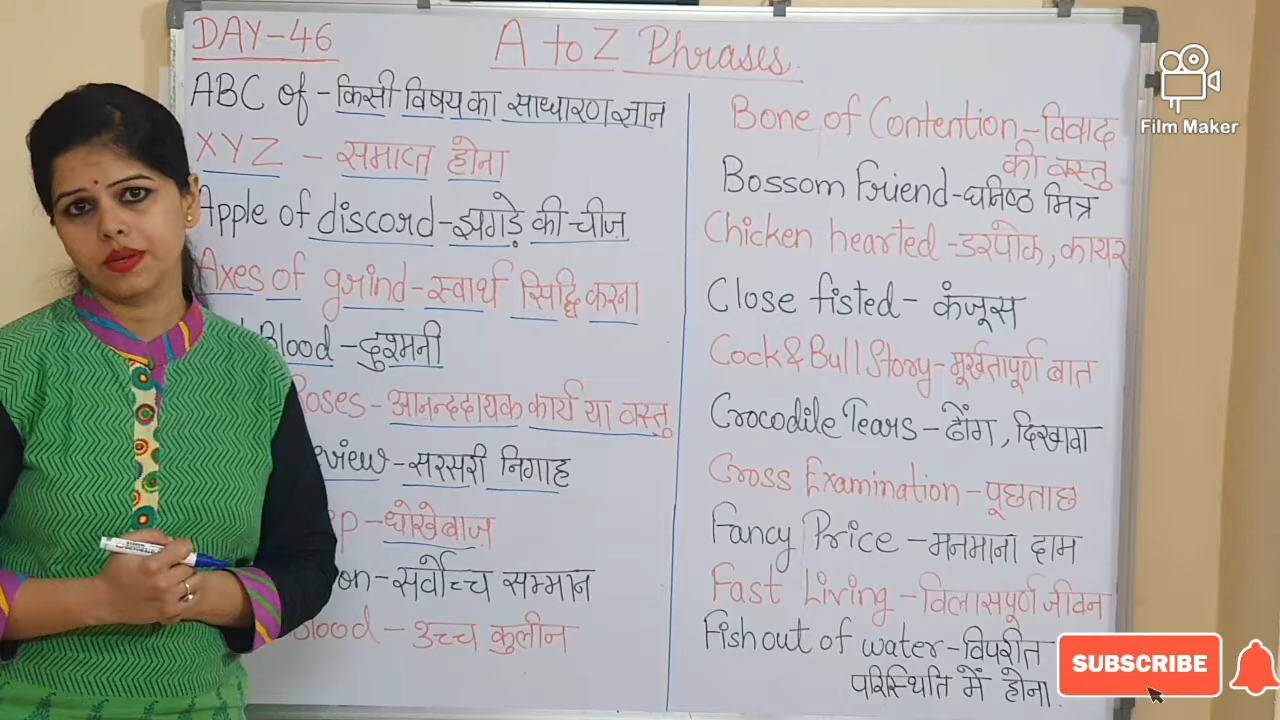 DAY-46
A to Z Phrases.
ABC of - किसी विषय का साधारण ज्ञान
XYZ - समाप्त होना
Apple of discord - झगड़े की चीज़
Axes of grind - स्वार्थ सिद्धि करना
Blood - दुश्मनी
Roses - आनन्ददायक कार्य या वस्तु
eview - सरसरी निगाह
ep - धोखेबाज़
on - सर्वोच्च सम्मान
Blood - उच्च कुलीन
Bone of Contention - विवाद
की वस्तु
Bossom Friend - घनिष्ठ मित्र
Chicken hearted - डरपोक, कायर
Close fisted - कंजूस
Cock & Bull Story - मूर्खतापूर्ण बात
Crocodile Tears - ढोंग, दिखावा
Cross Examination - पूछताछ
Fancy Price - मनमाना दाम
Fast Living - विलासपूर्ण जीवन
Fish out of water - विपरीत
परिस्थिति में होना
Film Maker
SUBSCRIBE